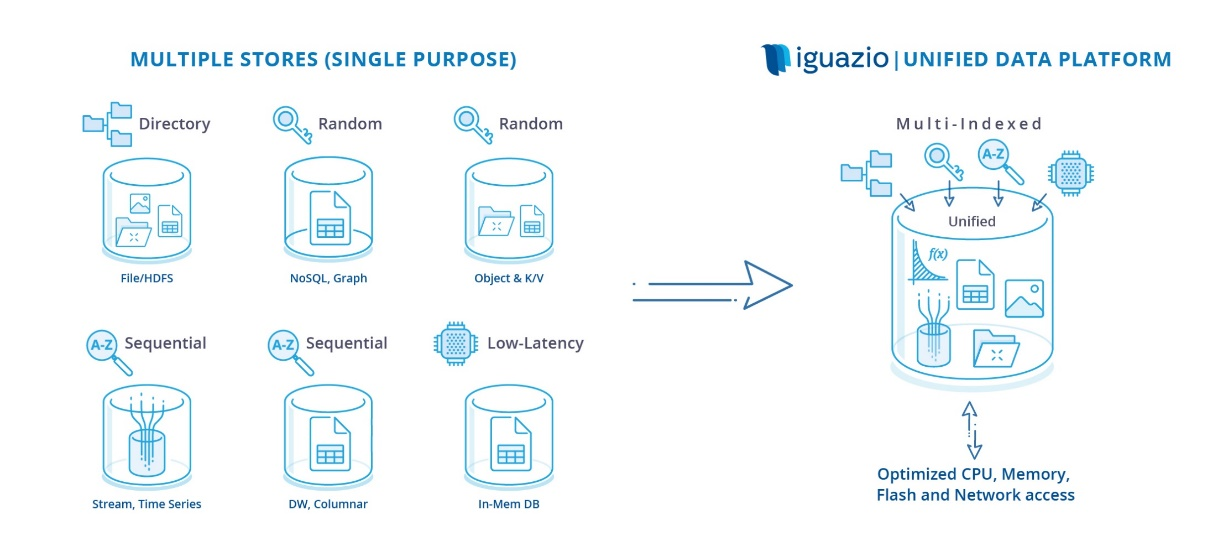 MULTIPLE STORES (SINGLE PURPOSE)
iguazio | UNIFIED DATA PLATFORM
Directory
Random
Random
File/HDFS
NoSQL, Graph
Object & K/V
A-Z Sequential
A-Z Sequential
Low-Latency
Stream, Time Series
DW, Columnar
In-Mem DB
Multi-Indexed
A-Z
Unified
f(x)
Optimized CPU, Memory,
Flash and Network access